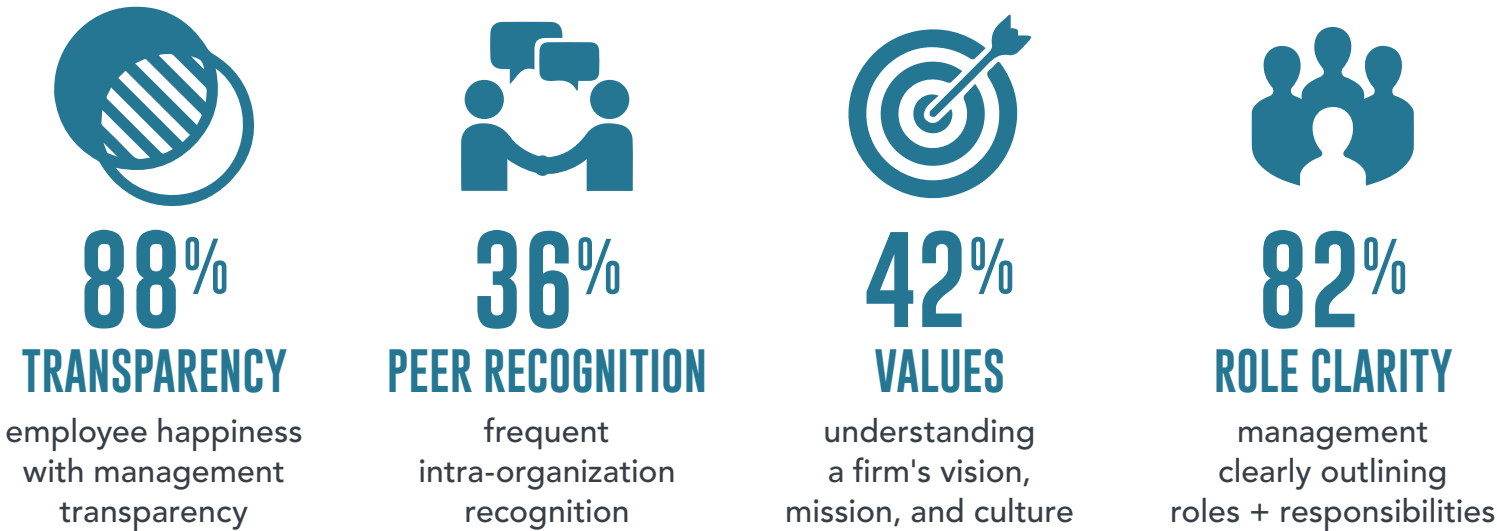 88%
TRANSPARENCY
employee happiness
with management
transparency
36%
PEER RECOGNITION
frequent
intra-organization
recognition
42%
VALUES
understanding
a firm's vision,
mission, and culture
82%
ROLE CLARITY
management
clearly outlining
roles + responsibilities